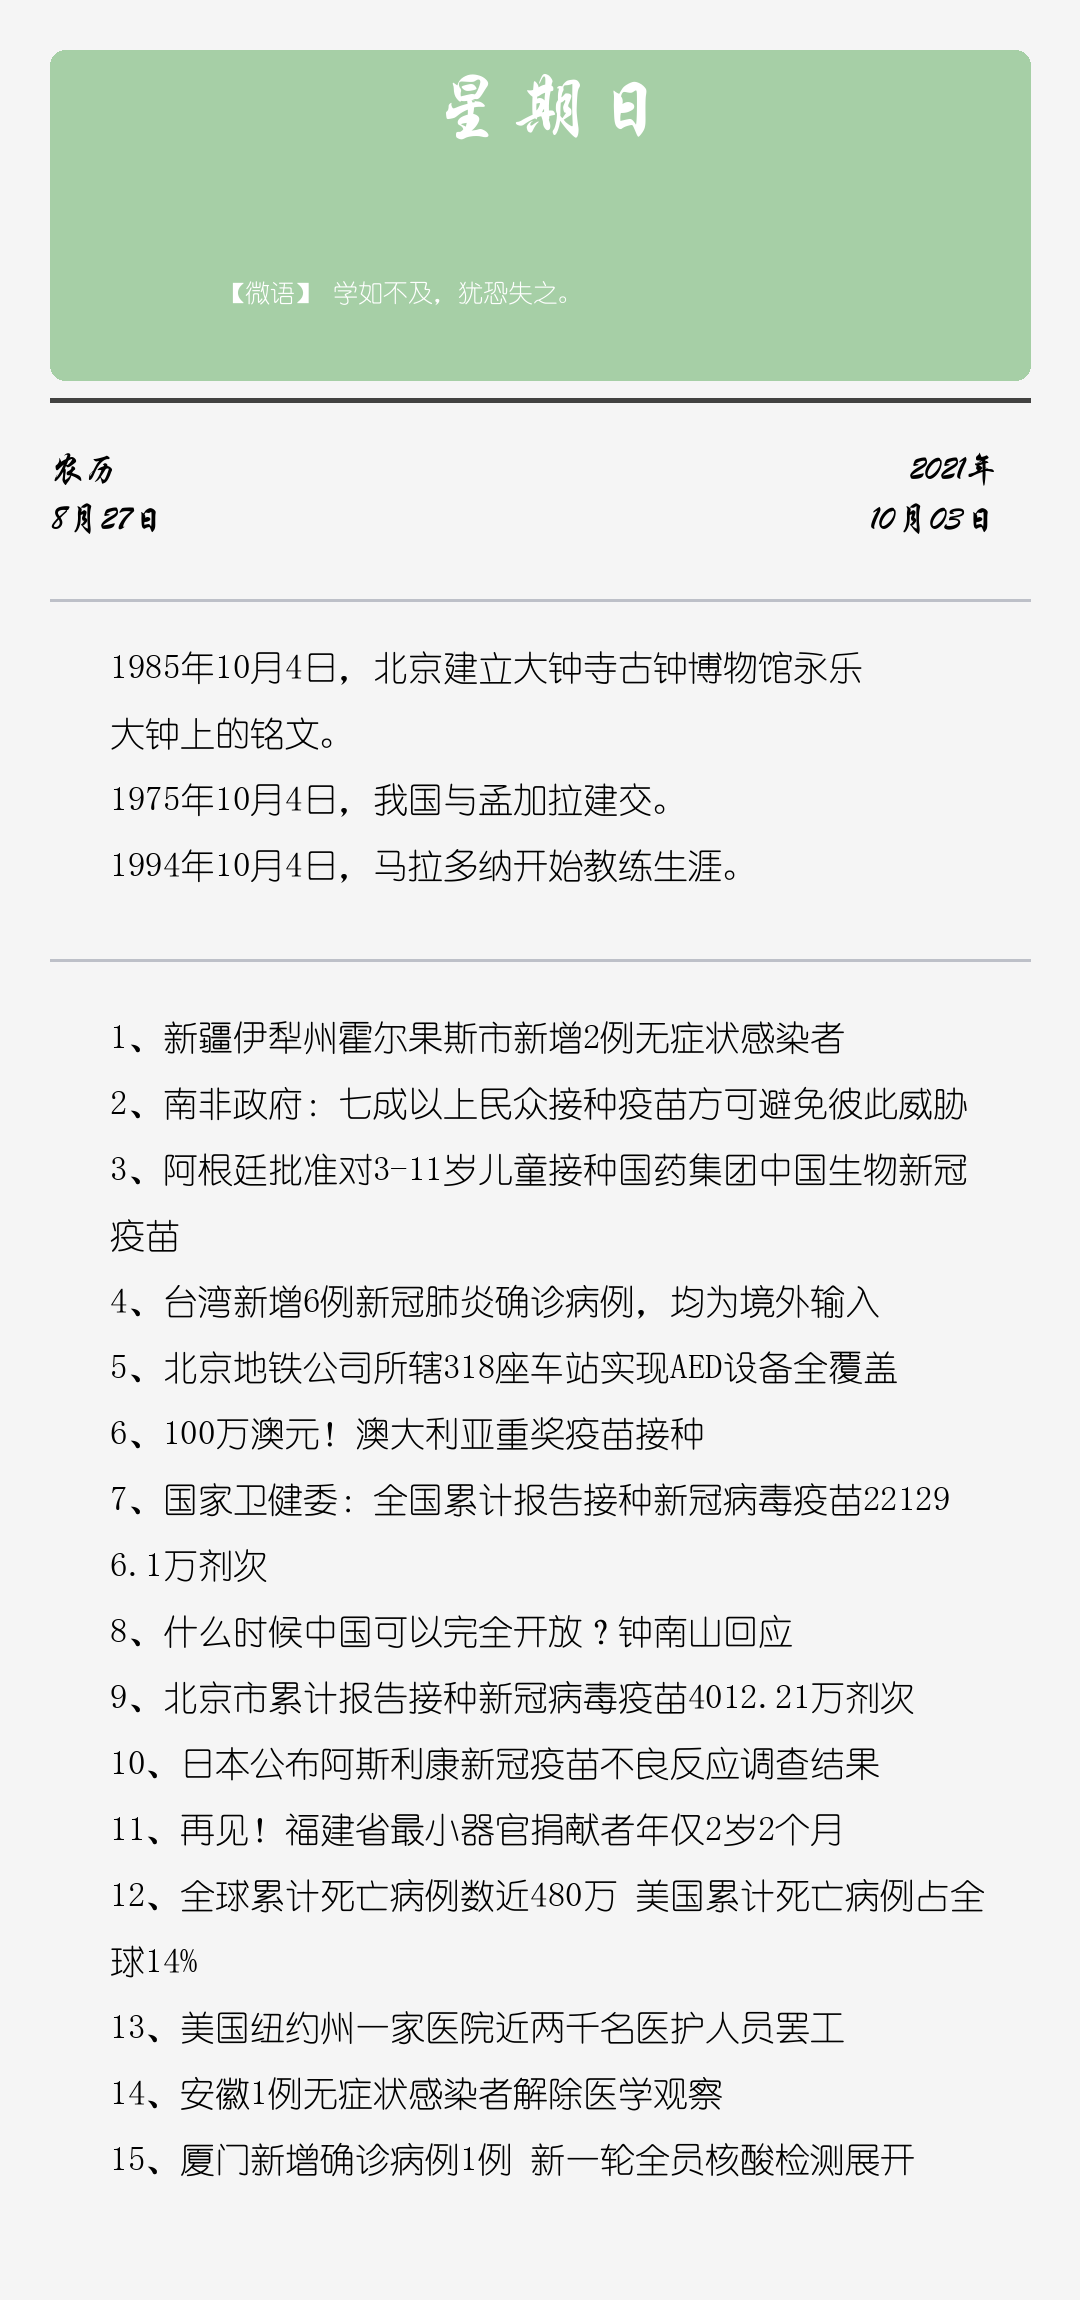 星期日
【微语】 学如不及，犹恐失之。
农历
2021年
8月27日
10月03日
1985年10月4日，北京建立大钟寺古钟博物馆永乐
大钟上的铭文。
1975年10月4日，我国与孟加拉建交。
1994年10月4日，马拉多纳开始教练生涯。
1、新疆伊犁州霍尔果斯市新增2例无症状感染者
2、南非政府：七成以上民众接种疫苗方可避免彼此威胁
3、阿根廷批准对3-11岁儿童接种国药集团中国生物新冠
疫苗
4、台湾新增6例新冠肺炎确诊病例，均为境外输入
5、北京地铁公司所辖318座车站实现AED设备全覆盖
6、100万澳元！澳大利亚重奖疫苗接种
7、国家卫健委：全国累计报告接种新冠病毒疫苗22129
6.1万剂次
8、什么时候中国可以完全开放？钟南山回应
9、北京市累计报告接种新冠病毒疫苗4012.21万剂次
10、日本公布阿斯利康新冠疫苗不良反应调查结果
11、再见！福建省最小器官捐献者年仅2岁2个月
12、全球累计死亡病例数近480万 美国累计死亡病例占全
球14%
13、美国纽约州一家医院近两千名医护人员罢工
14、安徽1例无症状感染者解除医学观察
15、厦门新增确诊病例1例 新一轮全员核酸检测展开